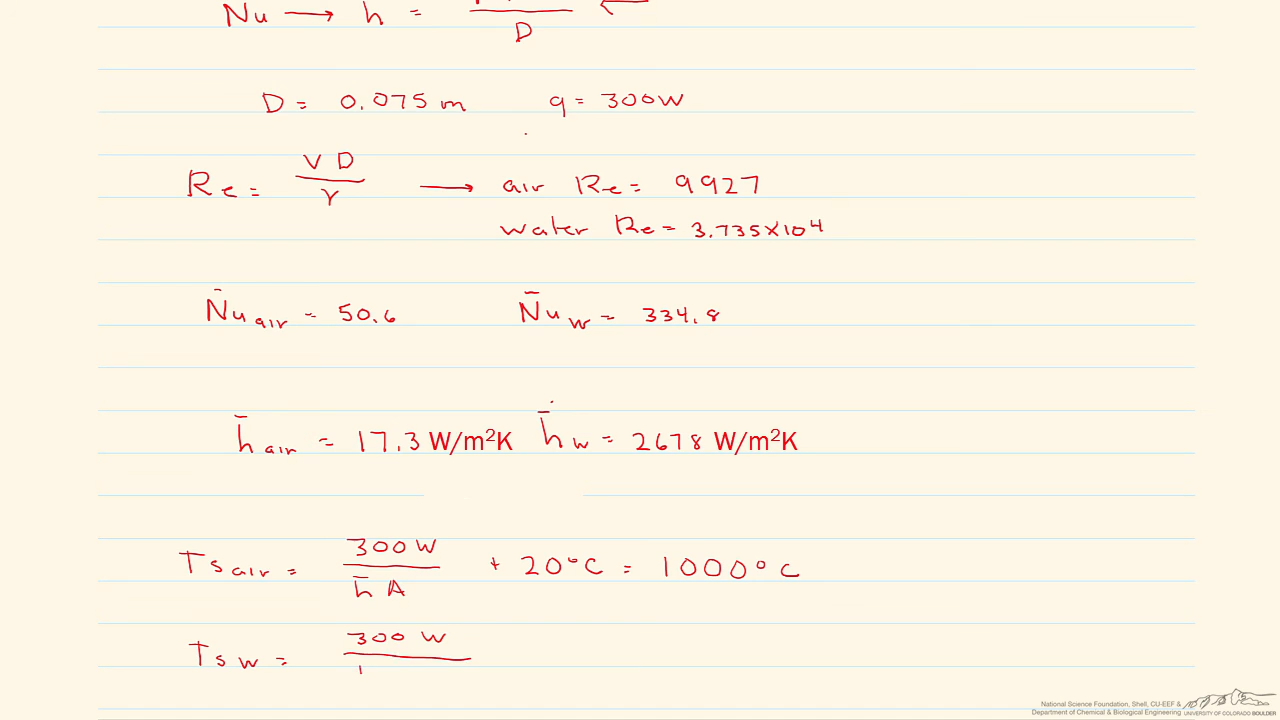 Nu → h = / D ←
D = 0.075 m q = 300W
Re = V D / γ → air Re = 9927
water Re = 3.735×10⁴
N̄u air = 50.6 N̄u w = 334.8
h̄ air = 17.3 W/m²K h̄ w = 2678 W/m²K
Ts air = 300 W / h̄ A + 20°C = 1000°C
Ts w = 300 W /
National Science Foundation, Shell, CU-EEF &
Department of Chemical & Biological Engineering UNIVERSITY OF COLORADO BOULDER